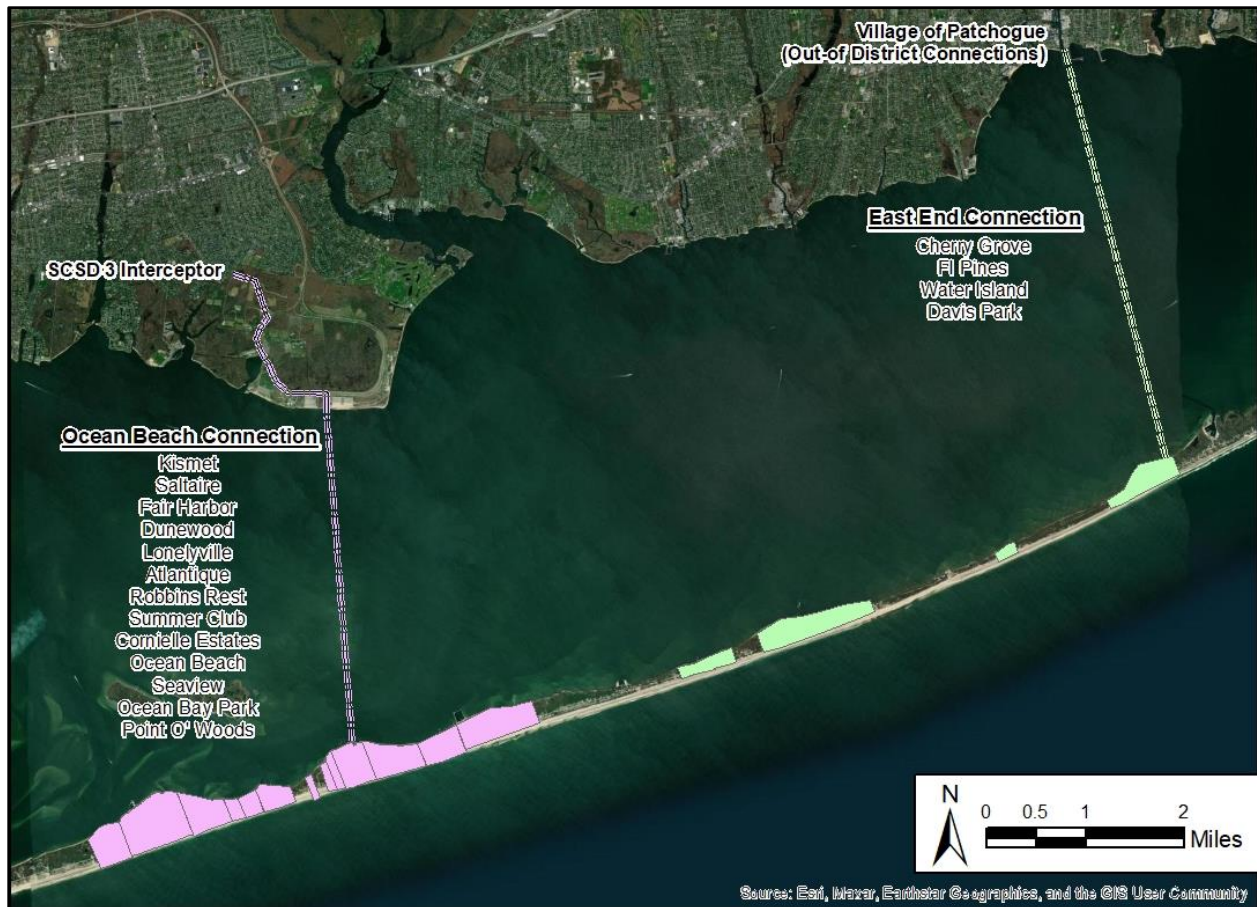 Village of Patchogue
(Out-of District Connections)
East End Connection
Cherry Grove
FI Pines
Water Island
Davis Park
SCSD 3 Interceptor
Ocean Beach Connection
Kismet
Saltaire
Fair Harbor
Dunewood
Lonelyville
Atlantique
Robbins Rest
Summer Club
Cornielle Estates
Ocean Beach
Seaview
Ocean Bay Park
Point O' Woods
N
0 0.5 1 2
Miles
Source: Esri, Maxar, Earthstar Geographics, and the GIS User Community